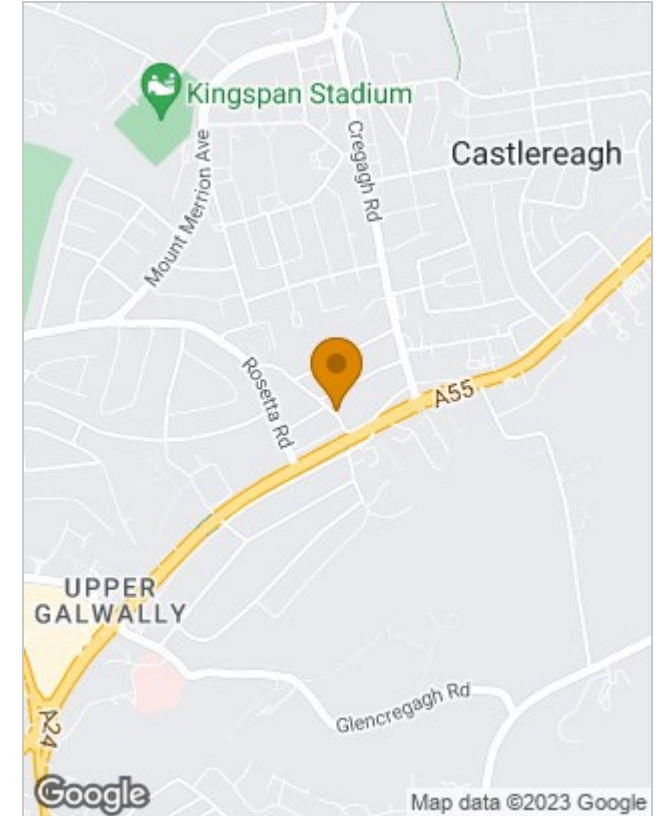 Kingspan Stadium
Cregagh Rd
Castlereagh
Mount Merrion Ave
Rosetta Rd
A55
UPPER
GALWALLY
Glencregagh Rd
A24
Google
Map data ©2023 Google